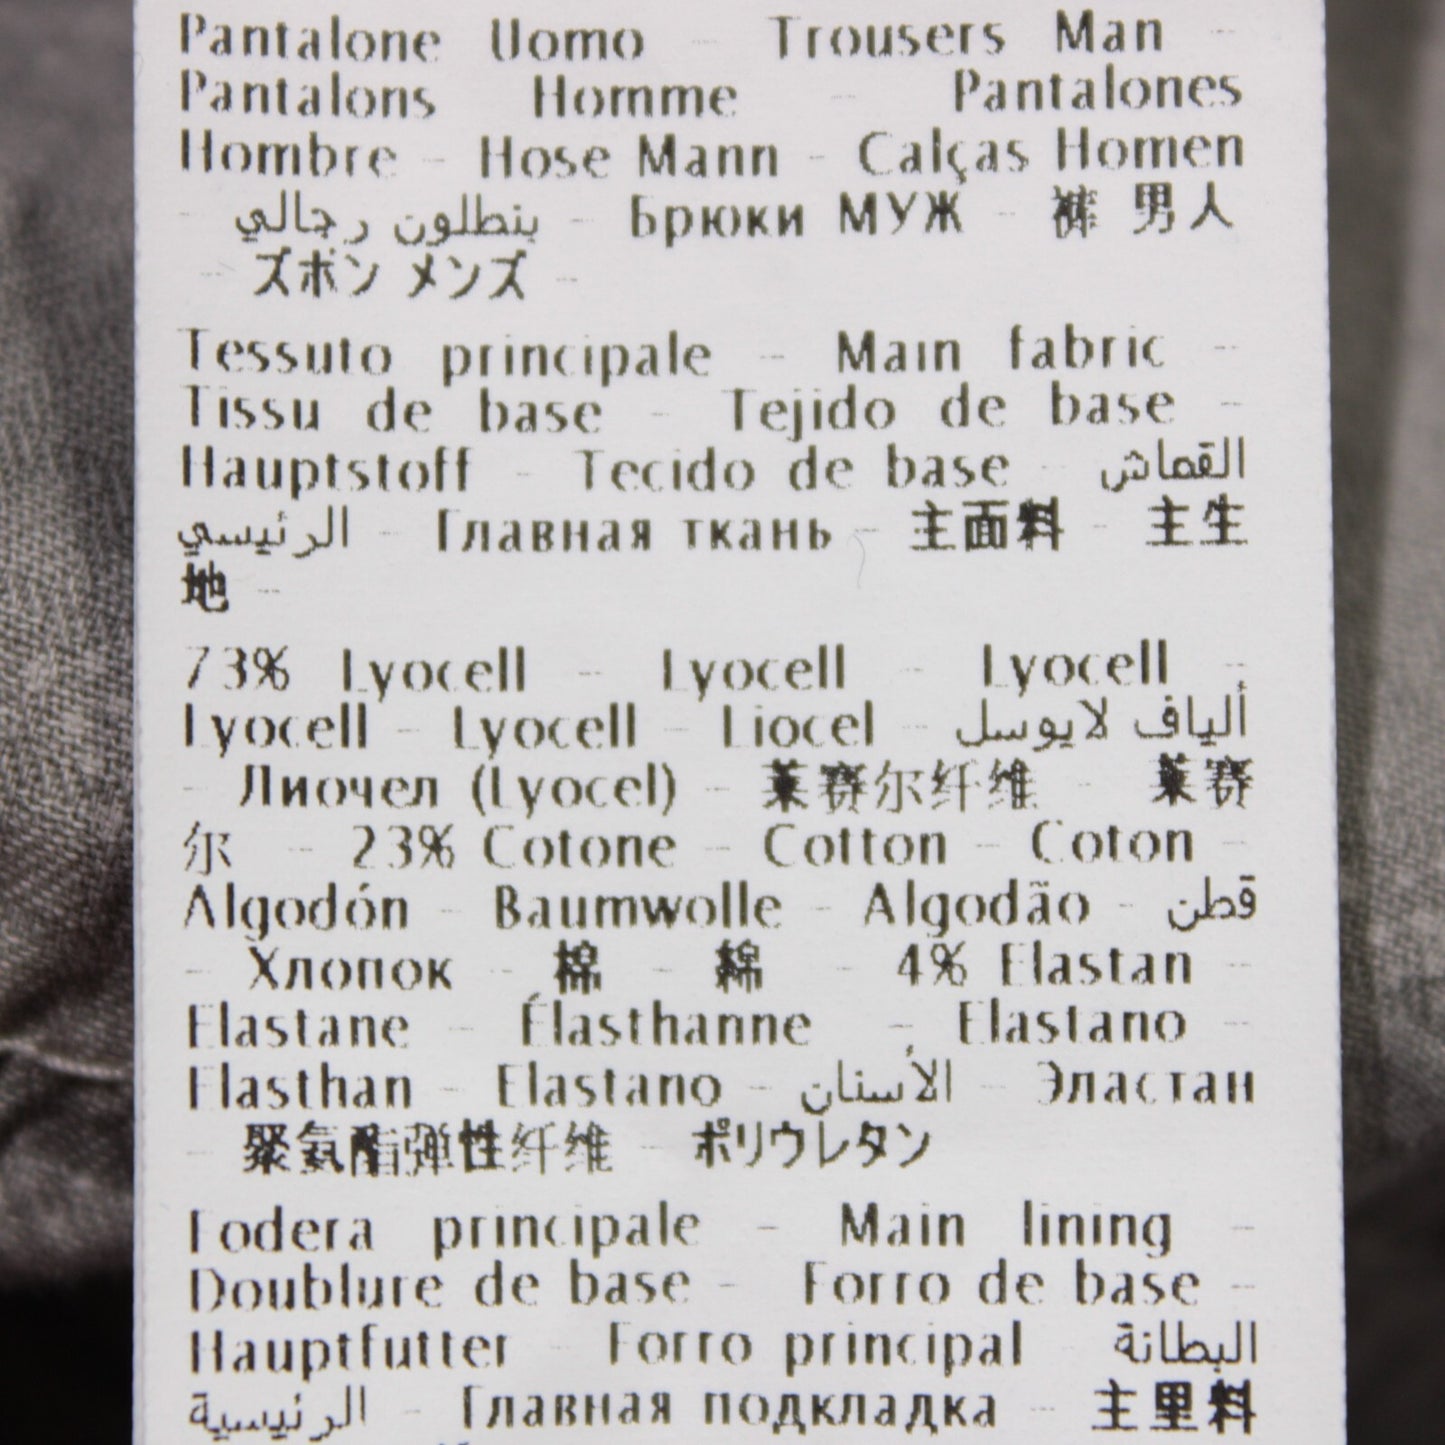 Pantalone Uomo - Trousers Man -
Pantalons Homme - Pantalones
Hombre - Hose Mann - Calças Homen
- بنطلون رجالي - Брюки МУЖ - 裤 男人
- ズボン メンズ -
Tessuto principale - Main fabric -
Tissu de base - Tejido de base -
Hauptstoff - Tecido de base - القماش
الرئيسي - Главная ткань - 主面料 - 主生
地 -
73% Lyocell - Lyocell - Lyocell -
Lyocell - Lyocell - Liocel - ألياف لايوسل
- Лиочел (Lyocel) - 莱赛尔纤维 - 莱赛
尔 - 23% Cotone - Cotton - Coton -
Algodón - Baumwolle - Algodão - قطن
- Хлопок - 棉 - 綿 - 4% Elastan -
Elastane - Élasthanne - Elastano -
Elasthan - Elastano - الأسنان - Эластан
- 聚氨酯弹性纤维 - ポリウレタン
Fodera principale - Main lining -
Doublure de base - Forro de base -
Hauptfutter - Forro principal البطانة
الرئيسية - Главная подкладка - 主里料